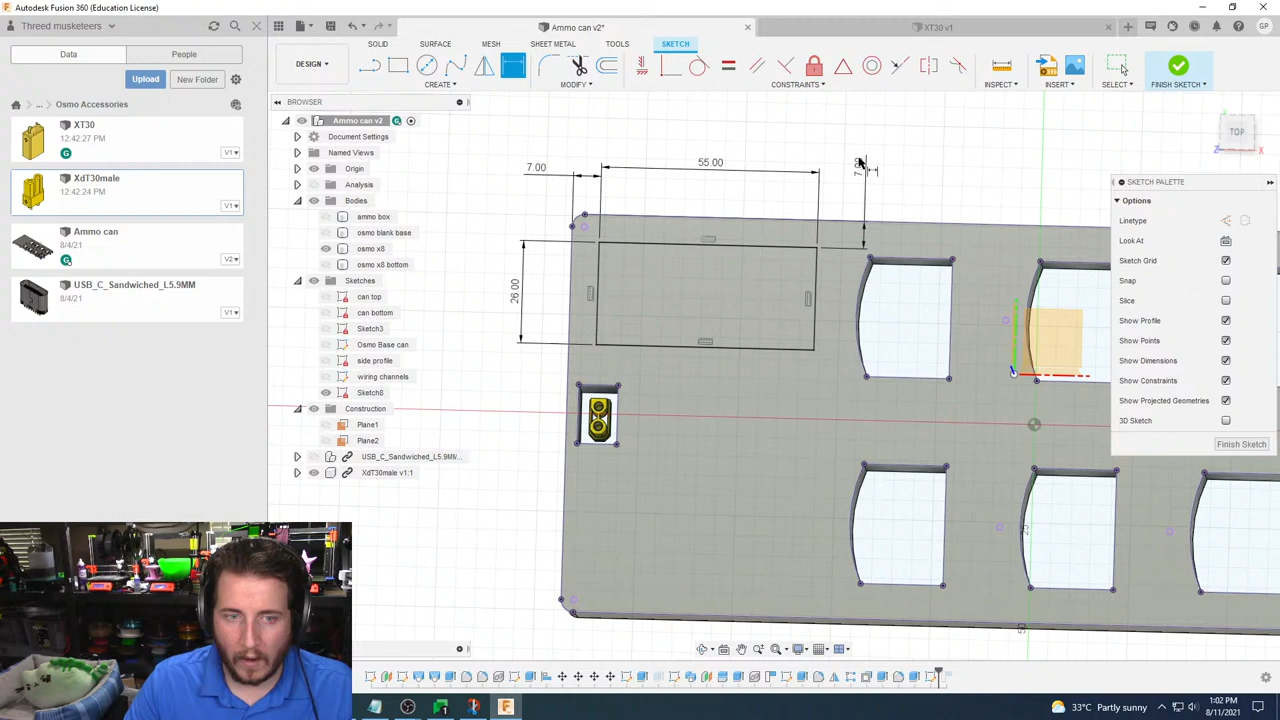 Autodesk Fusion 360 (Education License)
Threed musketeers
Ammo can v2*
XT30 v1
GP
Data
People
Upload
New Folder
... Osmo Accessories
XT30
12:42:27 PM
V1
XdT30male
12:42:24 PM
V1
Ammo can
8/4/21
V2
USB_C_Sandwiched_L5.9MM
8/4/21
V1
DESIGN
SOLID
SURFACE
MESH
SHEET METAL
TOOLS
SKETCH
CREATE
MODIFY
CONSTRAINTS
INSPECT
INSERT
SELECT
FINISH SKETCH
BROWSER
Ammo can v2
Document Settings
Named Views
Origin
Analysis
Bodies
ammo box
osmo blank base
osmo x8
osmo x8 bottom
Sketches
can top
can bottom
Sketch3
Osmo Base can
side profile
wiring channels
Sketch8
Construction
Plane1
Plane2
USB_C_Sandwiched_L5.9MM...
XdT30male v1:1
7.00
55.00
26.00
25
50
TOP
Z
X
SKETCH PALETTE
Options
Linetype
Look At
Sketch Grid
Snap
Slice
Show Profile
Show Points
Show Dimensions
Show Constraints
Show Projected Geometries
3D Sketch
Finish Sketch
33°C Partly sunny
1:02 PM
8/11/2021